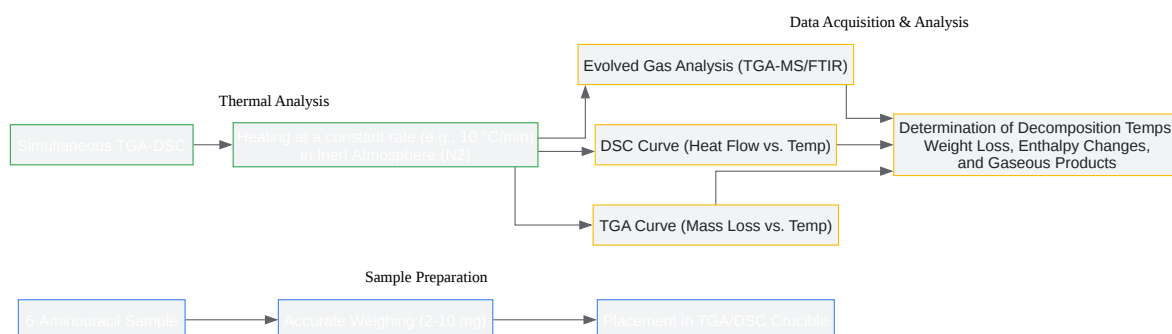 Data Acquisition & Analysis
Evolved Gas Analysis (TGA-MS/FTIR)
Thermal Analysis
Simultaneous TGA-DSC
Heating at a constant rate (e.g., 10 °C/min)
in Inert Atmosphere (N2)
DSC Curve (Heat Flow vs. Temp)
Determination of Decomposition Temps,
Weight Loss, Enthalpy Changes,
and Gaseous Products
TGA Curve (Mass Loss vs. Temp)
Sample Preparation
6-Aminouracil Sample
Accurate Weighing (2-10 mg)
Placement in TGA/DSC Crucible